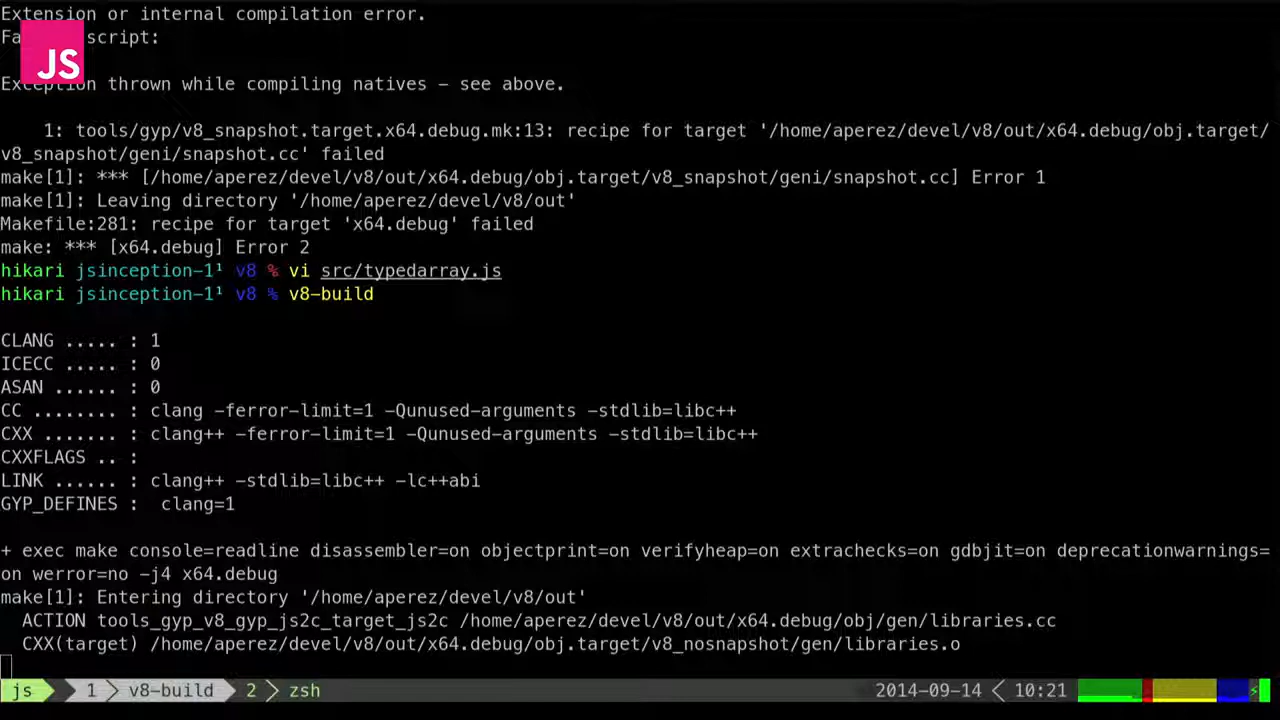 Extension or internal compilation error.
Fa script:
JS
Exception thrown while compiling natives – see above.
1: tools/gyp/v8_snapshot.target.x64.debug.mk:13: recipe for target '/home/aperez/devel/v8/out/x64.debug/obj.target/
v8_snapshot/geni/snapshot.cc' failed
make[1]: *** [/home/aperez/devel/v8/out/x64.debug/obj.target/v8_snapshot/geni/snapshot.cc] Error 1
make[1]: Leaving directory '/home/aperez/devel/v8/out'
Makefile:281: recipe for target 'x64.debug' failed
make: *** [x64.debug] Error 2
hikari jsinception-1¹ v8 % vi src/typedarray.js
hikari jsinception-1¹ v8 % v8-build
CLANG ..... : 1
ICECC ..... : 0
ASAN ...... : 0
CC ........ : clang -ferror-limit=1 -Qunused-arguments -stdlib=libc++
CXX ....... : clang++ -ferror-limit=1 -Qunused-arguments -stdlib=libc++
CXXFLAGS .. :
LINK ...... : clang++ -stdlib=libc++ -lc++abi
GYP_DEFINES :  clang=1
+ exec make console=readline disassembler=on objectprint=on verifyheap=on extrachecks=on gdbjit=on deprecationwarnings=
on werror=no -j4 x64.debug
make[1]: Entering directory '/home/aperez/devel/v8/out'
ACTION tools_gyp_v8_gyp_js2c_target_js2c /home/aperez/devel/v8/out/x64.debug/obj/gen/libraries.cc
CXX(target) /home/aperez/devel/v8/out/x64.debug/obj.target/v8_nosnapshot/gen/libraries.o
js 1 v8-build 2 zsh 2014-09-14 10:21